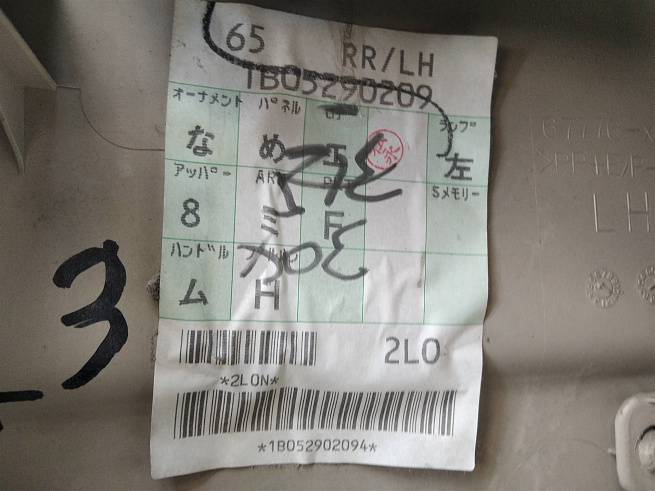 65 RR/LH
1B05290209
オーナメント パネル ランプ
な め エ 左
アッパー Sメモリー
8 ミ F
ハンドル
ム H
3
LH
2L0
*2L0N*
*1B052902094*